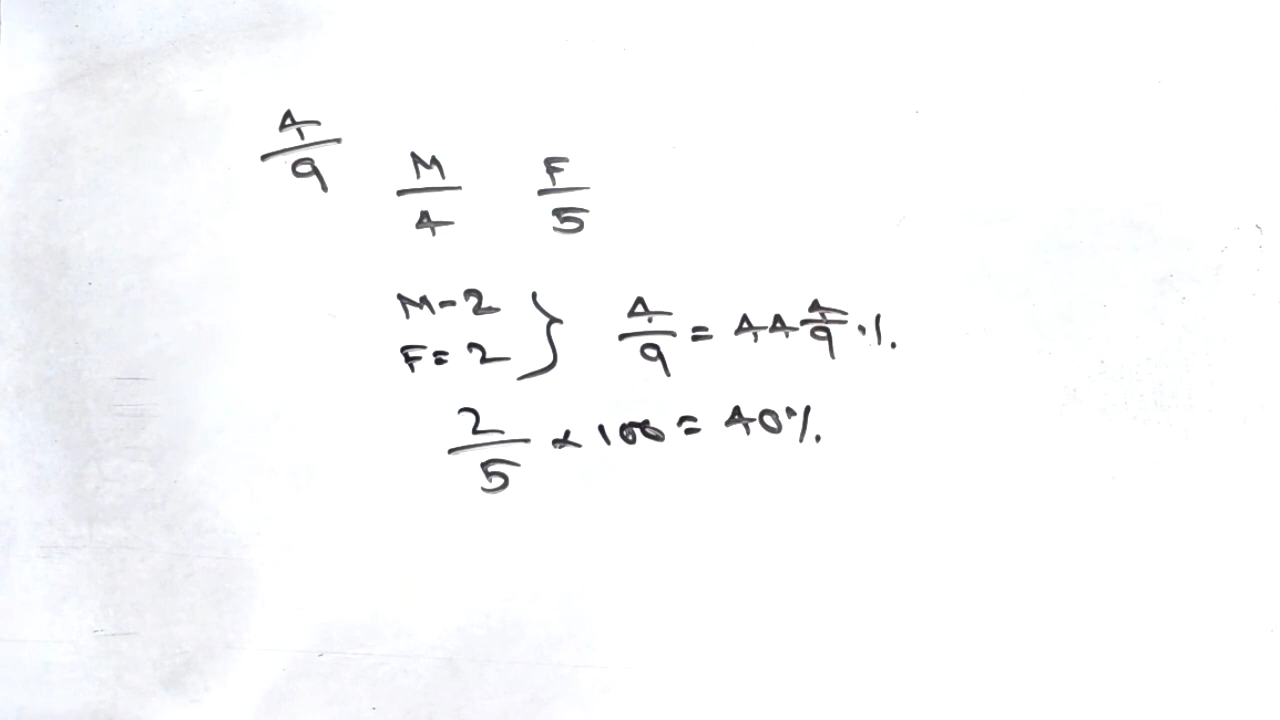 4/9
M/4 F/5
M-2
F=2 } 4/9 = 44 4/9 %.
2/5 × 100 = 40%.